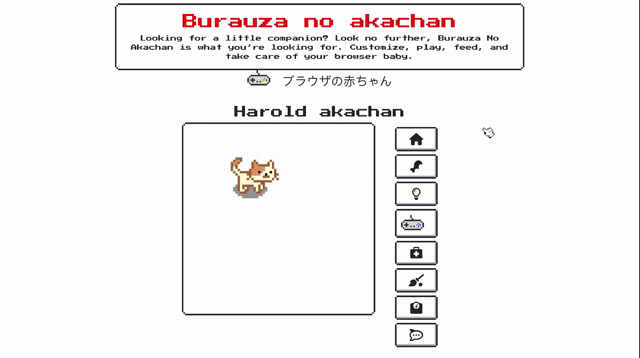 Burauza no akachan
Looking for a little companion? Look no further, Burauza No
Akachan is what you're looking for. Customize, play, feed, and
take care of your browser baby.
ブラウザの赤ちゃん
Harold akachan